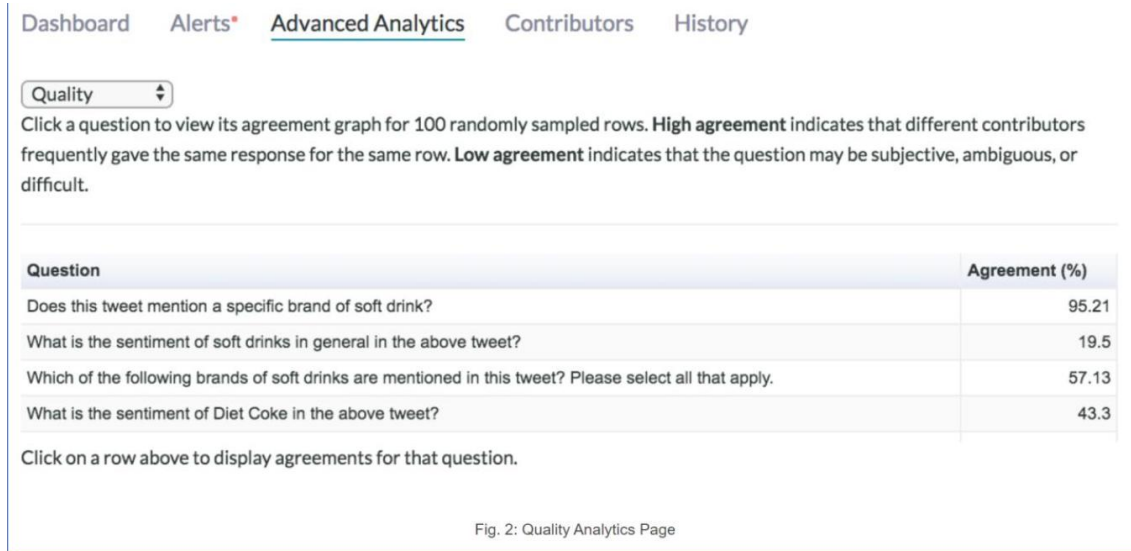 Dashboard Alerts* Advanced Analytics Contributors History
Quality
Click a question to view its agreement graph for 100 randomly sampled rows. High agreement indicates that different contributors
frequently gave the same response for the same row. Low agreement indicates that the question may be subjective, ambiguous, or
difficult.
Question Agreement (%)
Does this tweet mention a specific brand of soft drink? 95.21
What is the sentiment of soft drinks in general in the above tweet? 19.5
Which of the following brands of soft drinks are mentioned in this tweet? Please select all that apply. 57.13
What is the sentiment of Diet Coke in the above tweet? 43.3
Click on a row above to display agreements for that question.
Fig. 2: Quality Analytics Page